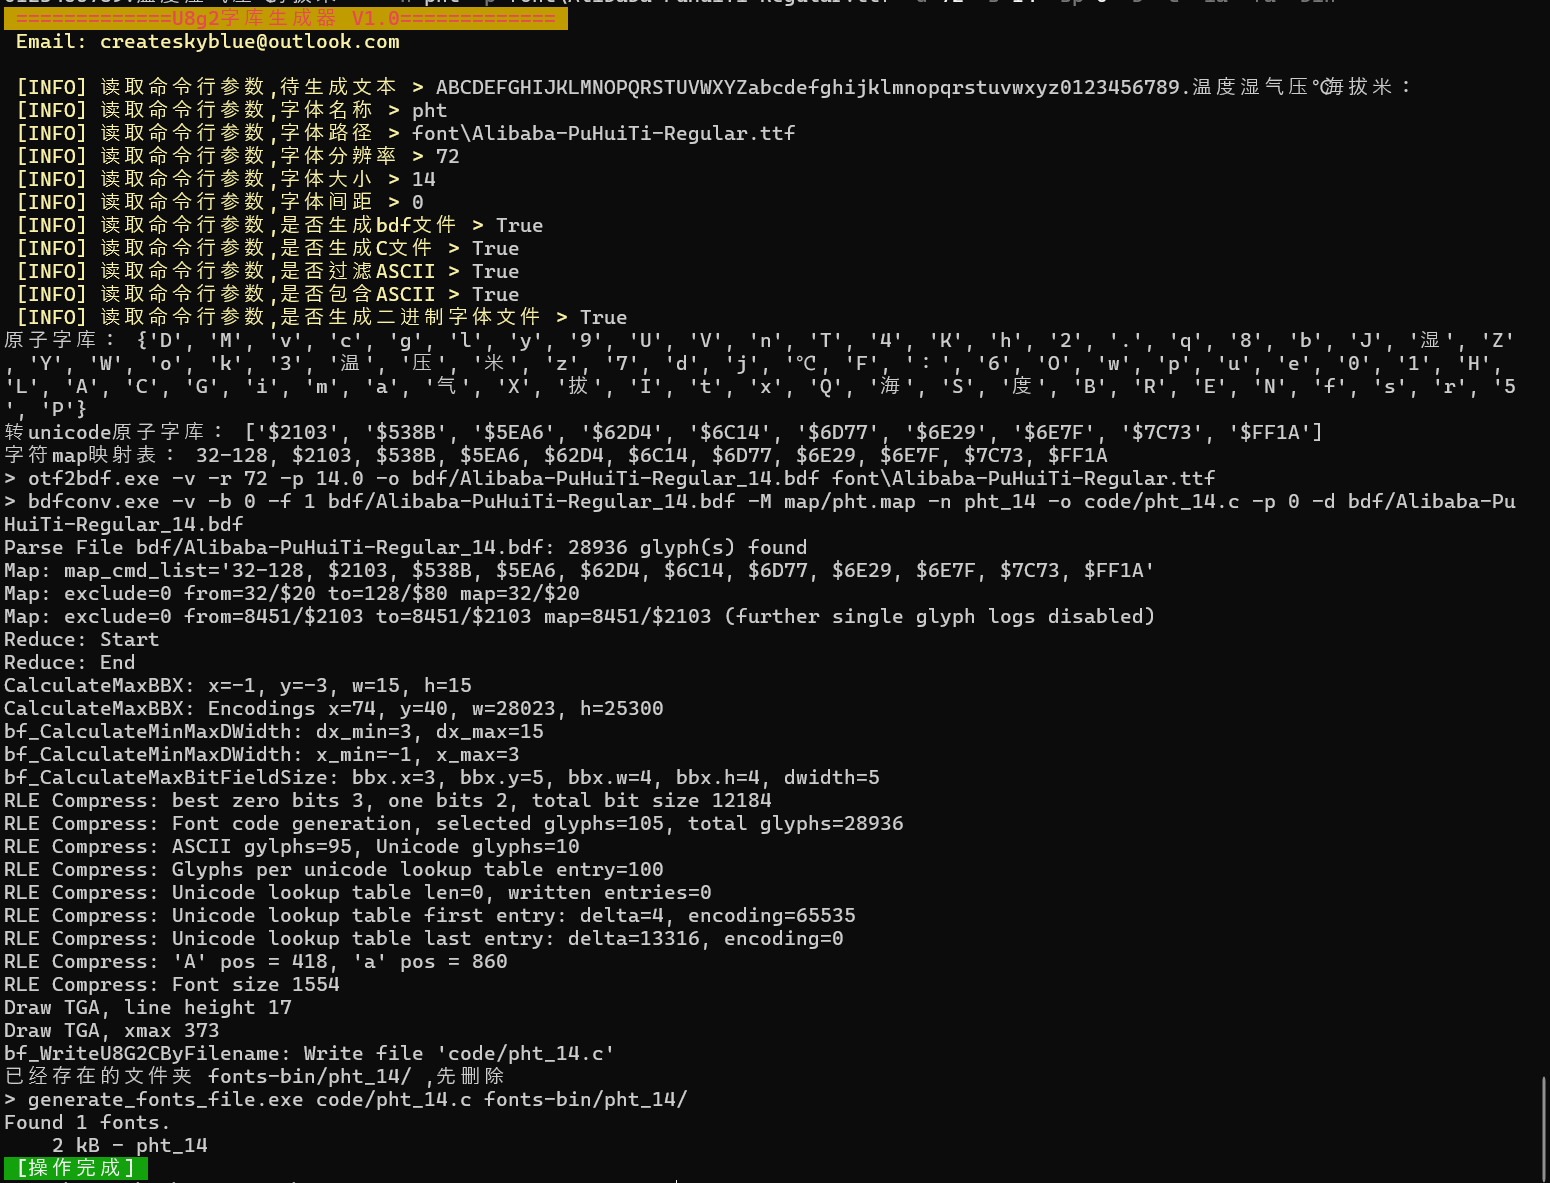 =============U8g2字库生成器 V1.0=============
Email: createskyblue@outlook.com
[INFO] 读取命令行参数,待生成文本 > ABCDEFGHIJKLMNOPQRSTUVWXYZabcdefghijklmnopqrstuvwxyz0123456789.温度湿气压℃海拔米：
[INFO] 读取命令行参数,字体名称 > pht
[INFO] 读取命令行参数,字体路径 > font\Alibaba-PuHuiTi-Regular.ttf
[INFO] 读取命令行参数,字体分辨率 > 72
[INFO] 读取命令行参数,字体大小 > 14
[INFO] 读取命令行参数,字体间距 > 0
[INFO] 读取命令行参数,是否生成bdf文件 > True
[INFO] 读取命令行参数,是否生成C文件 > True
[INFO] 读取命令行参数,是否过滤ASCII > True
[INFO] 读取命令行参数,是否包含ASCII > True
[INFO] 读取命令行参数,是否生成二进制字体文件 > True
原子字库： {'D', 'M', 'v', 'c', 'g', 'l', 'y', '9', 'U', 'V', 'n', 'T', '4', 'K', 'h', '2', '.', 'q', '8', 'b', 'J', '湿', 'Z'
, 'Y', 'W', 'o', 'k', '3', '温', '压', '米', 'z', '7', 'd', 'j', '℃', 'F', '：', '6', 'O', 'w', 'p', 'u', 'e', '0', '1', 'H',
'L', 'A', 'C', 'G', 'i', 'm', 'a', '气', 'X', '拔', 'I', 't', 'x', 'Q', '海', 'S', '度', 'B', 'R', 'E', 'N', 'f', 's', 'r', '5
', 'P'}
转unicode原子字库： ['$2103', '$538B', '$5EA6', '$62D4', '$6C14', '$6D77', '$6E29', '$6E7F', '$7C73', '$FF1A']
字符map映射表： 32-128, $2103, $538B, $5EA6, $62D4, $6C14, $6D77, $6E29, $6E7F, $7C73, $FF1A
> otf2bdf.exe -v -r 72 -p 14.0 -o bdf/Alibaba-PuHuiTi-Regular_14.bdf font\Alibaba-PuHuiTi-Regular.ttf
> bdfconv.exe -v -b 0 -f 1 bdf/Alibaba-PuHuiTi-Regular_14.bdf -M map/pht.map -n pht_14 -o code/pht_14.c -p 0 -d bdf/Alibaba-Pu
HuiTi-Regular_14.bdf
Parse File bdf/Alibaba-PuHuiTi-Regular_14.bdf: 28936 glyph(s) found
Map: map_cmd_list='32-128, $2103, $538B, $5EA6, $62D4, $6C14, $6D77, $6E29, $6E7F, $7C73, $FF1A'
Map: exclude=0 from=32/$20 to=128/$80 map=32/$20
Map: exclude=0 from=8451/$2103 to=8451/$2103 map=8451/$2103 (further single glyph logs disabled)
Reduce: Start
Reduce: End
CalculateMaxBBX: x=-1, y=-3, w=15, h=15
CalculateMaxBBX: Encodings x=74, y=40, w=28023, h=25300
bf_CalculateMinMaxDWidth: dx_min=3, dx_max=15
bf_CalculateMinMaxDWidth: x_min=-1, x_max=3
bf_CalculateMaxBitFieldSize: bbx.x=3, bbx.y=5, bbx.w=4, bbx.h=4, dwidth=5
RLE Compress: best zero bits 3, one bits 2, total bit size 12184
RLE Compress: Font code generation, selected glyphs=105, total glyphs=28936
RLE Compress: ASCII gylphs=95, Unicode glyphs=10
RLE Compress: Glyphs per unicode lookup table entry=100
RLE Compress: Unicode lookup table len=0, written entries=0
RLE Compress: Unicode lookup table first entry: delta=4, encoding=65535
RLE Compress: Unicode lookup table last entry: delta=13316, encoding=0
RLE Compress: 'A' pos = 418, 'a' pos = 860
RLE Compress: Font size 1554
Draw TGA, line height 17
Draw TGA, xmax 373
bf_WriteU8G2CByFilename: Write file 'code/pht_14.c'
已经存在的文件夹 fonts-bin/pht_14/ ,先删除
> generate_fonts_file.exe code/pht_14.c fonts-bin/pht_14/
Found 1 fonts.
2 kB - pht_14
[操作完成]